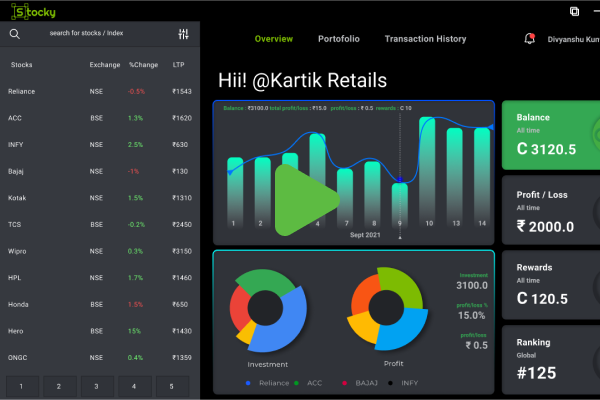 Stocky
search for stocks / Index
Overview
Portofolio
Transaction History
Divyanshu Kun
Stocks Exchange %Change LTP
Reliance NSE -0.5% ₹1543
ACC BSE 1.3% ₹1620
INFY NSE 2.5% ₹630
Bajaj NSE -1% ₹130
Kotak NSE 1.5% ₹1310
TCS BSE -0.2% ₹2450
Wipro NSE 0.3% ₹3150
HPL NSE 1.7% ₹1460
Honda BSE 1.5% ₹650
Hero BSE 15% ₹1430
ONGC NSE 0.4% ₹1359
1 2 3 4 5
Hii! @Kartik Retails
Balance : ₹3100.0 total profit/loss : ₹15.0 profit/loss : ₹ 0.5 rewards : C 10
1 2 4 7 8 9 10 13 14
Sept 2021
Investment
3100.0
profit/loss %
15.0%
profit/loss
₹ 0.5
Investment
Profit
Reliance ACC BAJAJ INFY
Balance
All time
C 3120.5
Profit / Loss
All time
₹ 2000.0
Rewards
All time
C 120.5
Ranking
Global
#125